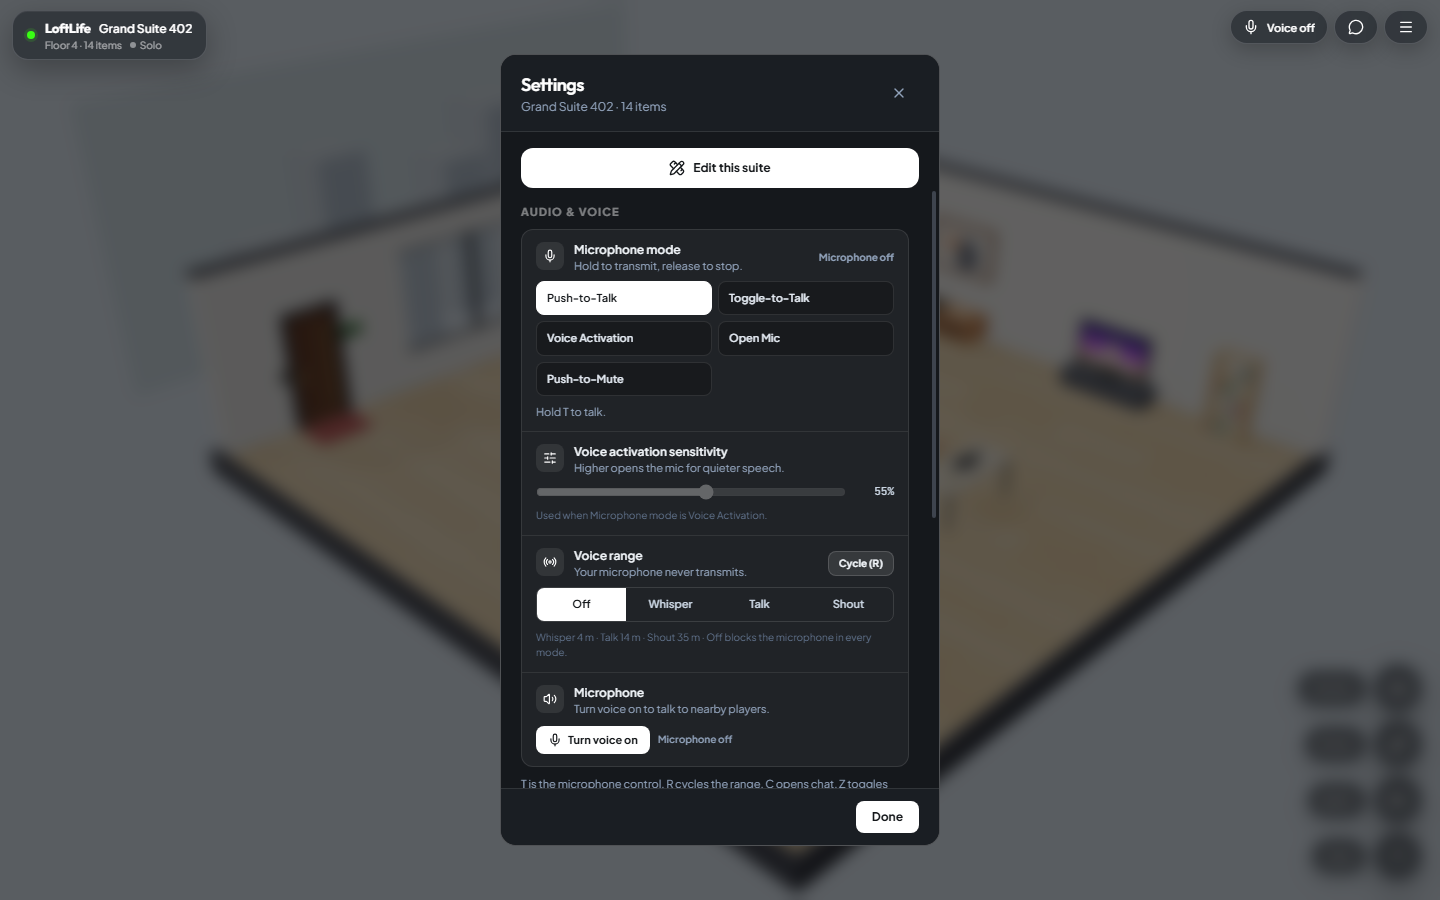 LoftLife Grand Suite 402
Floor 4 · 14 items Solo
Voice off
Settings
Grand Suite 402 · 14 items
Edit this suite
AUDIO & VOICE
Microphone mode
Hold to transmit, release to stop.
Microphone off
Push-to-Talk
Toggle-to-Talk
Voice Activation
Open Mic
Push-to-Mute
Hold T to talk.
Voice activation sensitivity
Higher opens the mic for quieter speech.
55%
Used when Microphone mode is Voice Activation.
Voice range
Your microphone never transmits.
Cycle (R)
Off
Whisper
Talk
Shout
Whisper 4 m · Talk 14 m · Shout 35 m · Off blocks the microphone in every
mode.
Microphone
Turn voice on to talk to nearby players.
Turn voice on
Microphone off
T is the microphone control, R cycles the range, C opens chat, Z toggles
Done